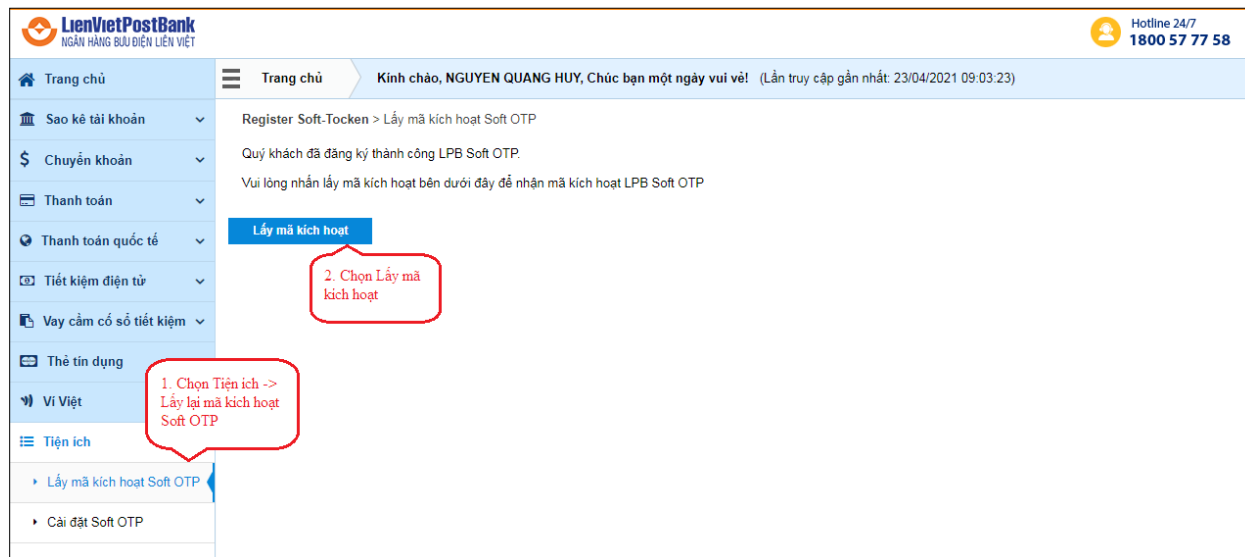 LIENVIETPOSTBANK
NGÂN HÀNG BƯU ĐIỆN LIÊN VIỆT
Hotline 24/7
1800 57 77 58
Trang chủ
Sao kê tài khoản
Chuyển khoản
Thanh toán
Thanh toán quốc tế
Tiết kiệm điện tử
Vay cầm cố sổ tiết kiệm
Thẻ tín dụng
Ví Việt
Tiện ích
Lấy mã kích hoạt Soft OTP
Cài đặt Soft OTP
1. Chọn Tiện ích ->
Lấy lại mã kích hoạt
Soft OTP
Trang chủ Kính chào, NGUYEN QUANG HUY, Chúc bạn một ngày vui vẻ! (Lần truy cập gần nhất: 23/04/2021 09:03:23)
Register Soft-Tocken > Lấy mã kích hoạt Soft OTP
Quý khách đã đăng ký thành công LPB Soft OTP.
Vui lòng nhấn lấy mã kích hoạt bên dưới đây để nhận mã kích hoạt LPB Soft OTP
Lấy mã kích hoạt
2. Chọn Lấy mã
kich hoạt